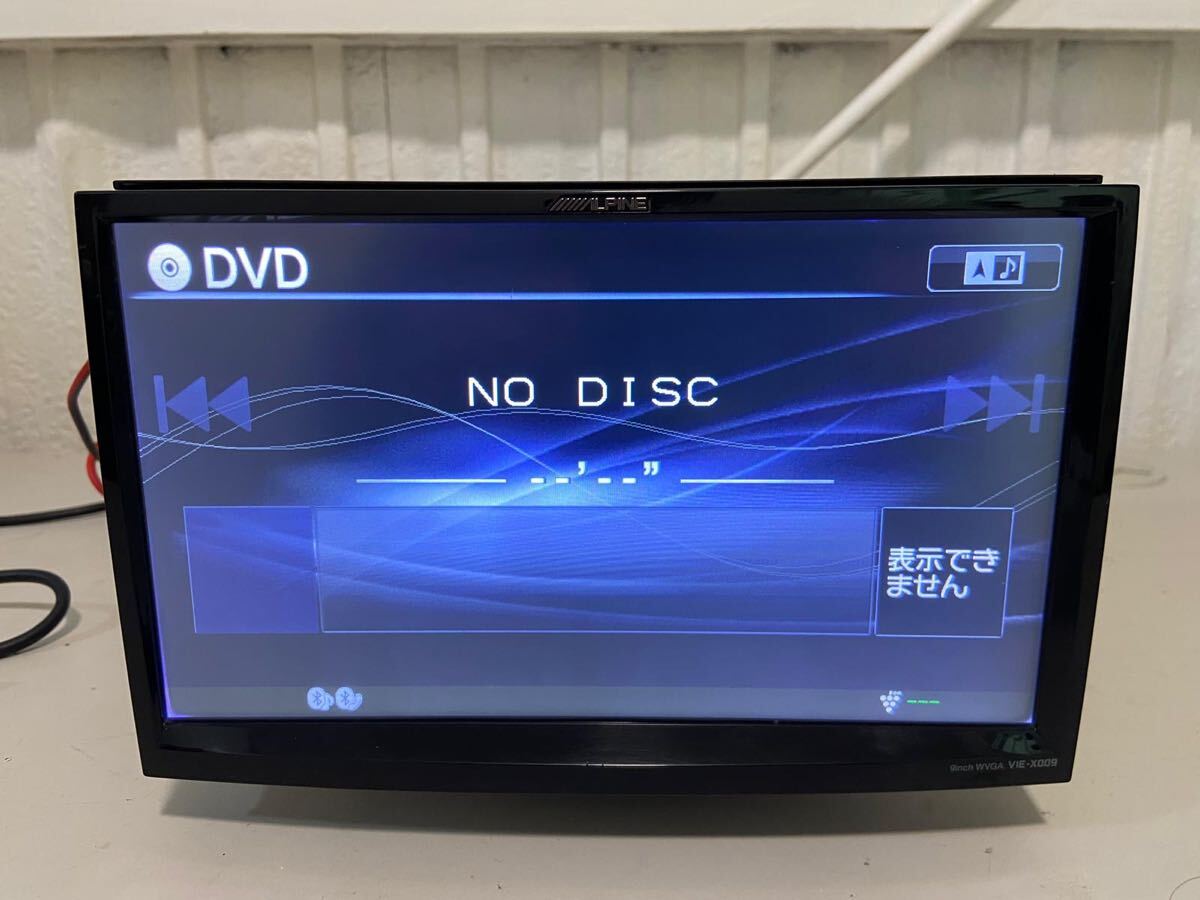 ALPINE
DVD
NO DISC
--'--"
表示でき
ません
9inch WVGA VIE-X009